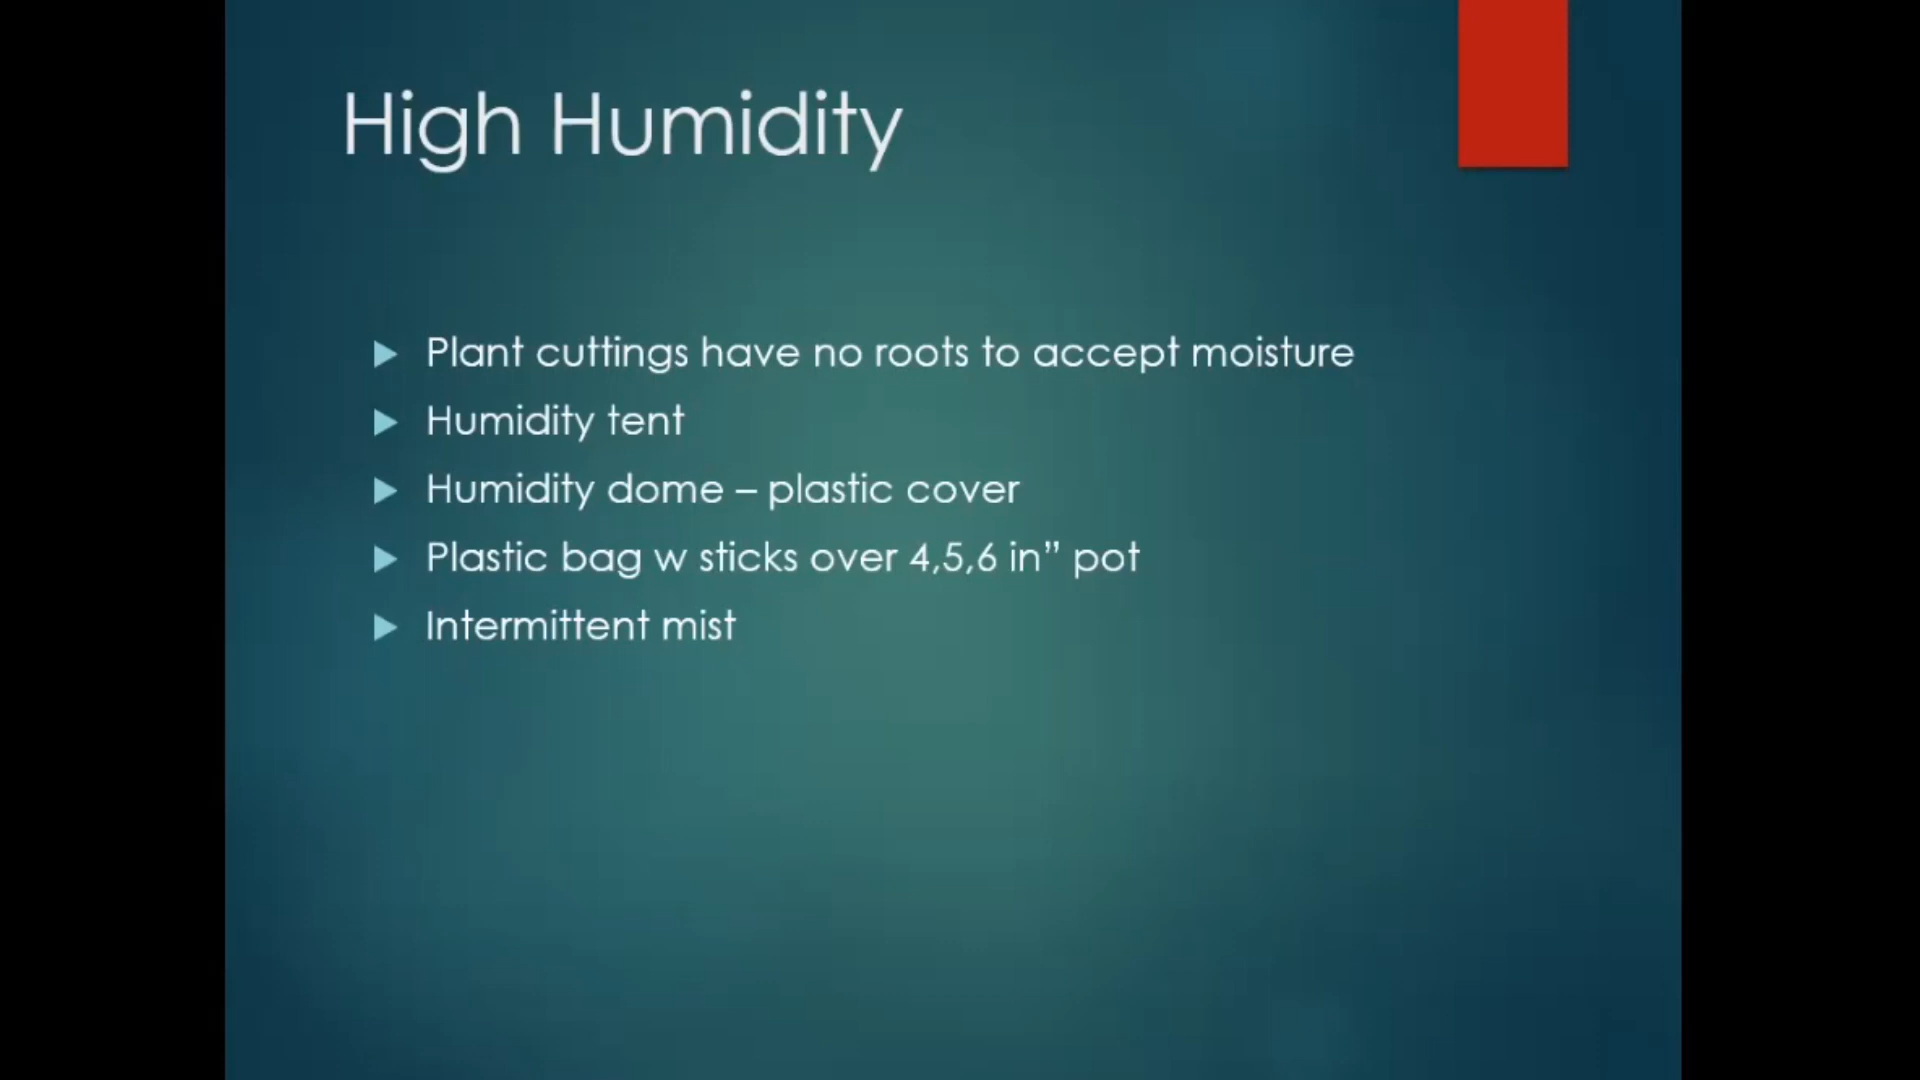 High Humidity
Plant cuttings have no roots to accept moisture
Humidity tent
Humidity dome – plastic cover
Plastic bag w sticks over 4,5,6 in” pot
Intermittent mist